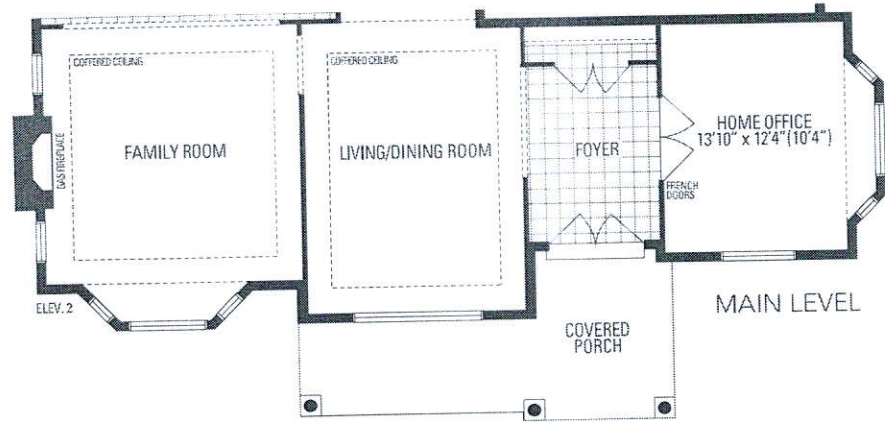 COFFERED CEILING
COFFERED CEILING
GAS FIREPLACE
FAMILY ROOM
LIVING/DINING ROOM
FOYER
HOME OFFICE
13'10" x 12'4"(10'4")
FRENCH
DOORS
ELEV. 2
COVERED
PORCH
MAIN LEVEL